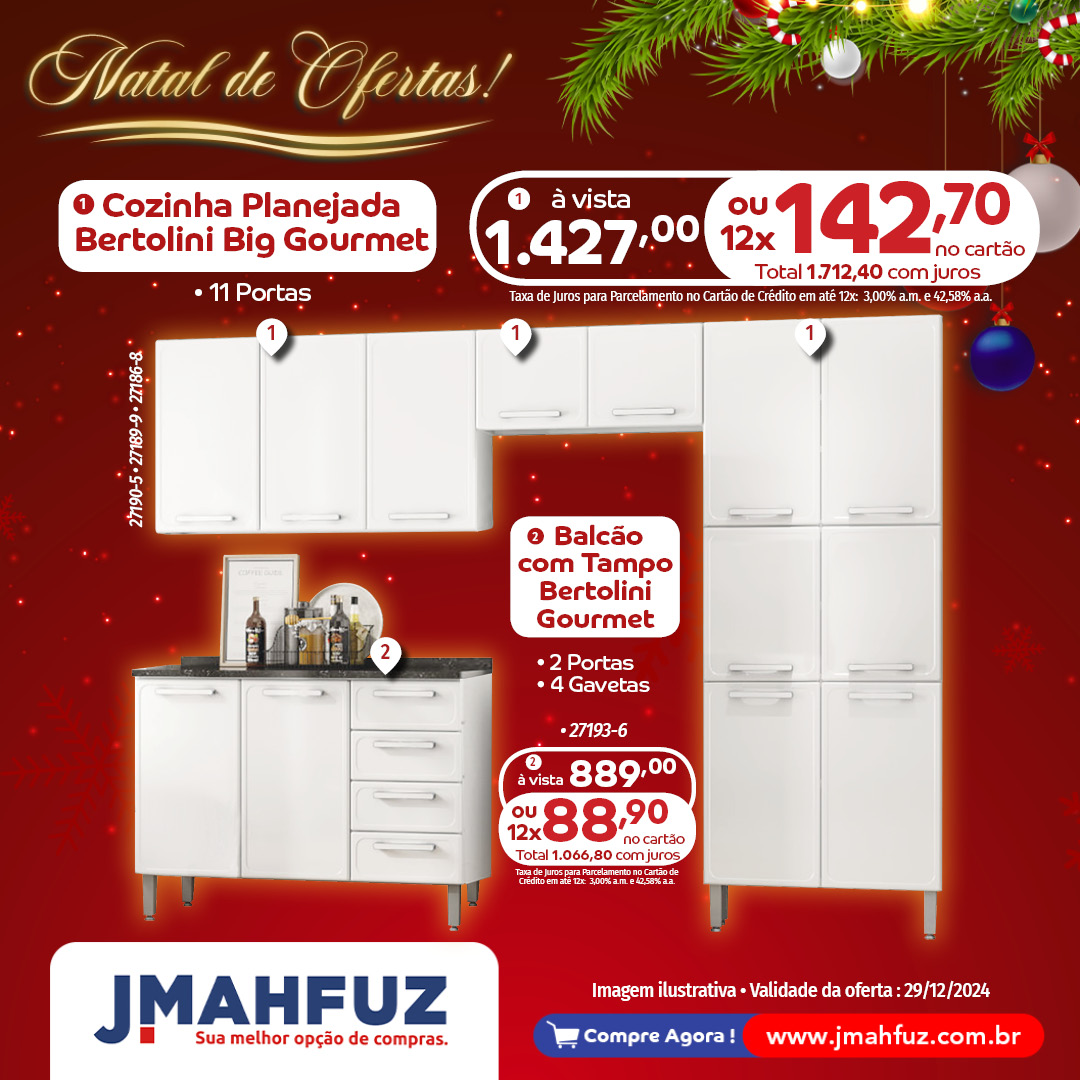 Natal de Ofertas!
1 Cozinha Planejada
Bertolini Big Gourmet
• 11 Portas
1 à vista
1.427,00
ou
12x 142,70
no cartão
Total 1.712,40 com juros
Taxa de Juros para Parcelamento no Cartão de Crédito em até 12x: 3,00% a.m. e 42,58% a.a.
1
1
1
27190-5 • 27189-9 • 27186-8
2 Balcão
com Tampo
Bertolini
Gourmet
• 2 Portas
• 4 Gavetas
• 27193-6
2
2
à vista 889,00
ou
12x 88,90
no cartão
Total 1.066,80 com juros
Taxa de Juros para Parcelamento no Cartão de
Crédito em até 12x: 3,00% a.m. e 42,58% a.a.
COFFEE GUIDE
JMAHFUZ
Sua melhor opção de compras.
Imagem ilustrativa • Validade da oferta : 29/12/2024
Compre Agora !
www.jmahfuz.com.br